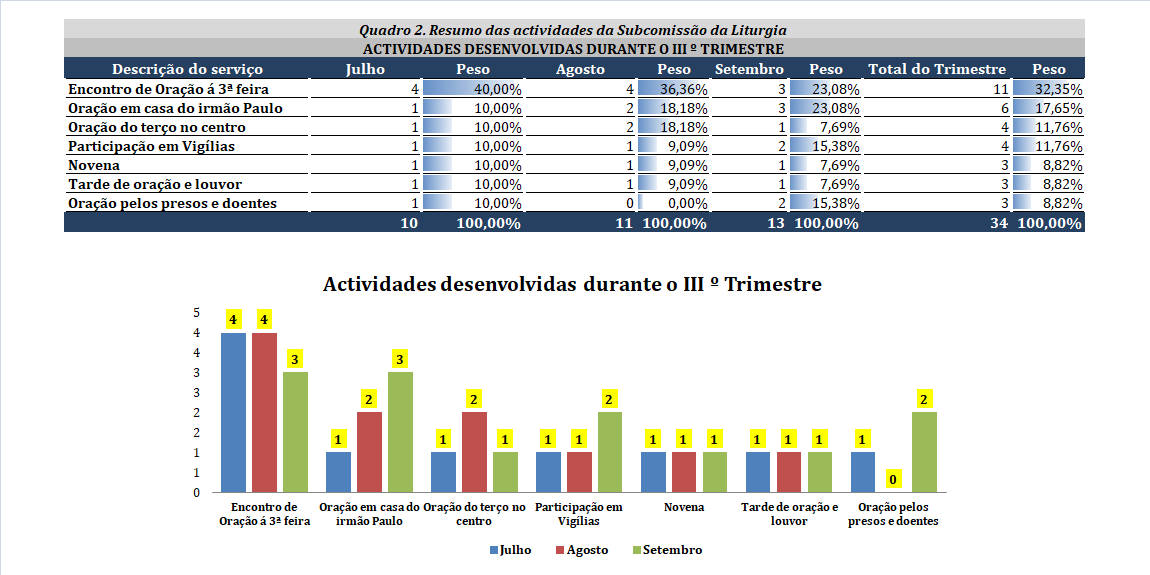 Quadro 2. Resumo das actividades da Subcomissão da Liturgia
ACTIVIDADES DESENVOLVIDAS DURANTE O III º TRIMESTRE
Descrição do serviço Julho Peso Agosto Peso Setembro Peso Total do Trimestre Peso
Encontro de Oração á 3ª feira 4 40,00% 4 36,36% 3 23,08% 11 32,35%
Oração em casa do irmão Paulo 1 10,00% 2 18,18% 3 23,08% 6 17,65%
Oração do terço no centro 1 10,00% 2 18,18% 1 7,69% 4 11,76%
Participação em Vigílias 1 10,00% 1 9,09% 2 15,38% 4 11,76%
Novena 1 10,00% 1 9,09% 1 7,69% 3 8,82%
Tarde de oração e louvor 1 10,00% 1 9,09% 1 7,69% 3 8,82%
Oração pelos presos e doentes 1 10,00% 0 0,00% 2 15,38% 3 8,82%
10 100,00% 11 100,00% 13 100,00% 34 100,00%
Actividades desenvolvidas durante o III º Trimestre
5
4
4
3
3
2
2
1
1
0
4 4 3
1 2 3
1 2 1
1 1 2
1 1 1
1 1 1
1 0 2
Encontro de
Oração á 3ª feira
Oração em casa do
irmão Paulo
Oração do terço no
centro
Participação em
Vigílias
Novena
Tarde de oração e
louvor
Oração pelos
presos e doentes
Julho Agosto Setembro